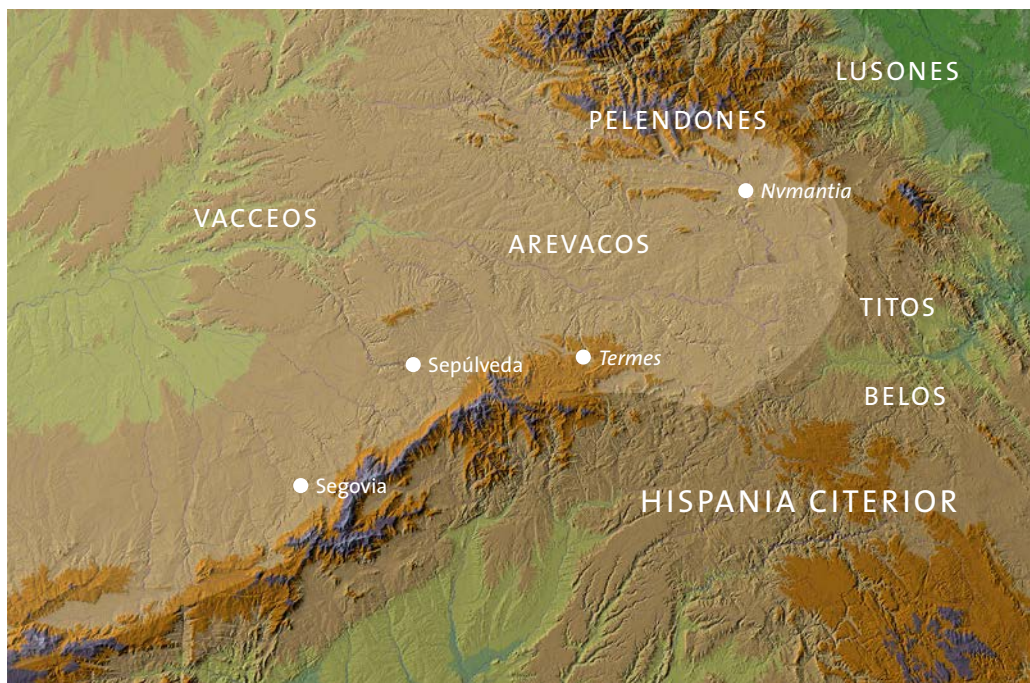 LUSONES
PELENDONES
Nvmantia
VACCEOS
AREVACOS
TITOS
Termes
Sepúlveda
BELOS
Segovia
HISPANIA CITERIOR